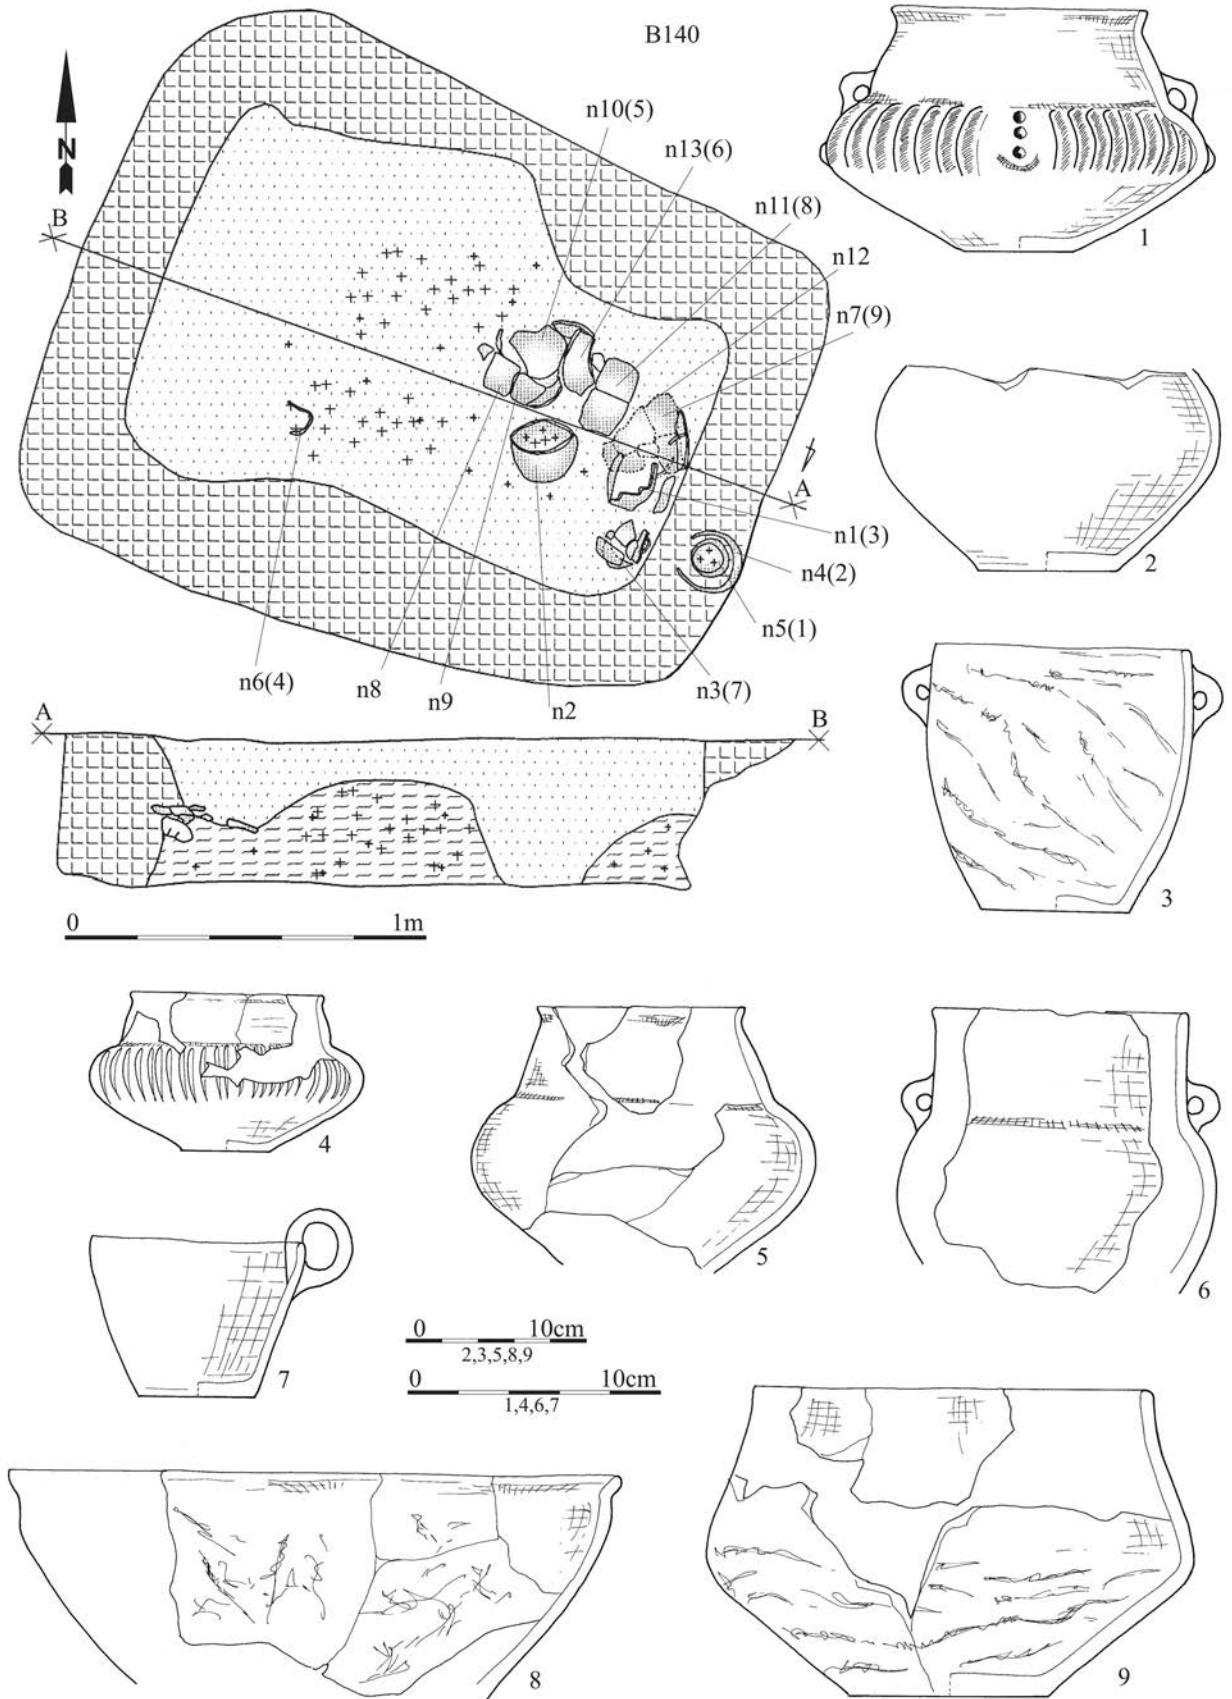 B140
N
B
n10(5)
n13(6)
n11(8)
n12
n7(9)
1
A
n1(3)
n4(2)
n5(1)
n3(7)
n2
n9
n8
n6(4)
2
A
B
0 1m
3
4
5
6
7
0 10cm
2,3,5,8,9
0 10cm
1,4,6,7
8
9